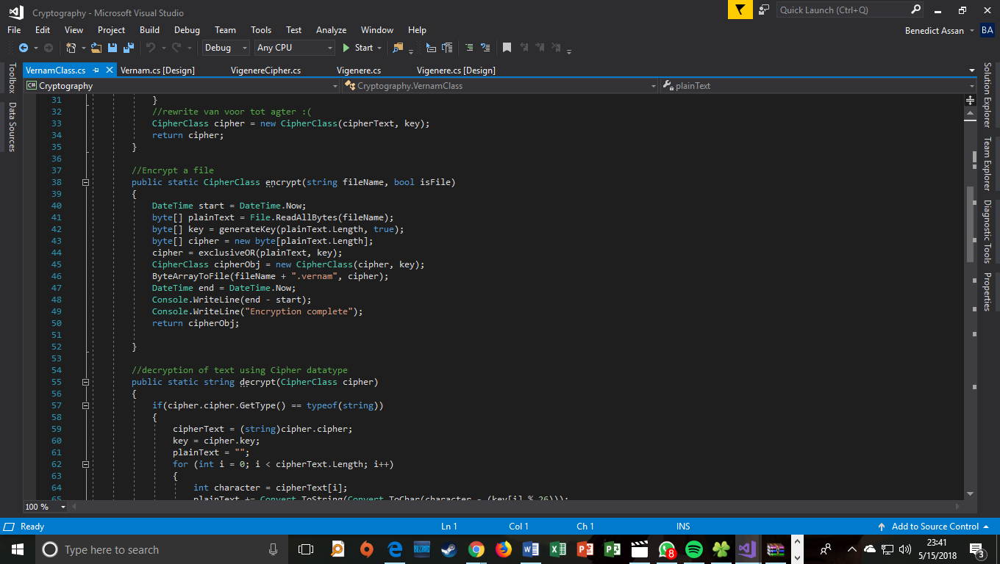 Cryptography - Microsoft Visual Studio
Quick Launch (Ctrl+Q)
File Edit View Project Build Debug Team Tools Test Analyze Window Help
Benedict Assan BA
Debug Any CPU Start
VernamClass.cs Vernam.cs [Design] VigenereCipher.cs Vigenere.cs Vigenere.cs [Design]
C# Cryptography Cryptography.VernamClass plainText
Toolbox
Data Sources
31 }
32 //rewrite van voor tot agter :(
33 CipherClass cipher = new CipherClass(cipherText, key);
34 return cipher;
35 }
36
37 //Encrypt a file
38 public static CipherClass encrypt(string fileName, bool isFile)
39 {
40 DateTime start = DateTime.Now;
41 byte[] plainText = File.ReadAllBytes(fileName);
42 byte[] key = generateKey(plainText.Length, true);
43 byte[] cipher = new byte[plainText.Length];
44 cipher = exclusiveOR(plainText, key);
45 CipherClass cipherObj = new CipherClass(cipher, key);
46 ByteArrayToFile(fileName + ".vernam", cipher);
47 DateTime end = DateTime.Now;
48 Console.WriteLine(end - start);
49 Console.WriteLine("Encryption complete");
50 return cipherObj;
51
52 }
53
54 //decryption of text using Cipher datatype
55 public static string decrypt(CipherClass cipher)
56 {
57 if(cipher.cipher.GetType() == typeof(string))
58 {
59 cipherText = (string)cipher.cipher;
60 key = cipher.key;
61 plainText = "";
62 for (int i = 0; i < cipherText.Length; i++)
63 {
64 int character = cipherText[i];
65 plainText += Convert.ToString(Convert.ToChar(character - (key[i] % 26)));
Solution Explorer
Team Explorer
Diagnostic Tools
Properties
100 %
Ready Ln 1 Col 1 Ch 1 INS Add to Source Control
Type here to search
8
23:41
5/15/2018
3